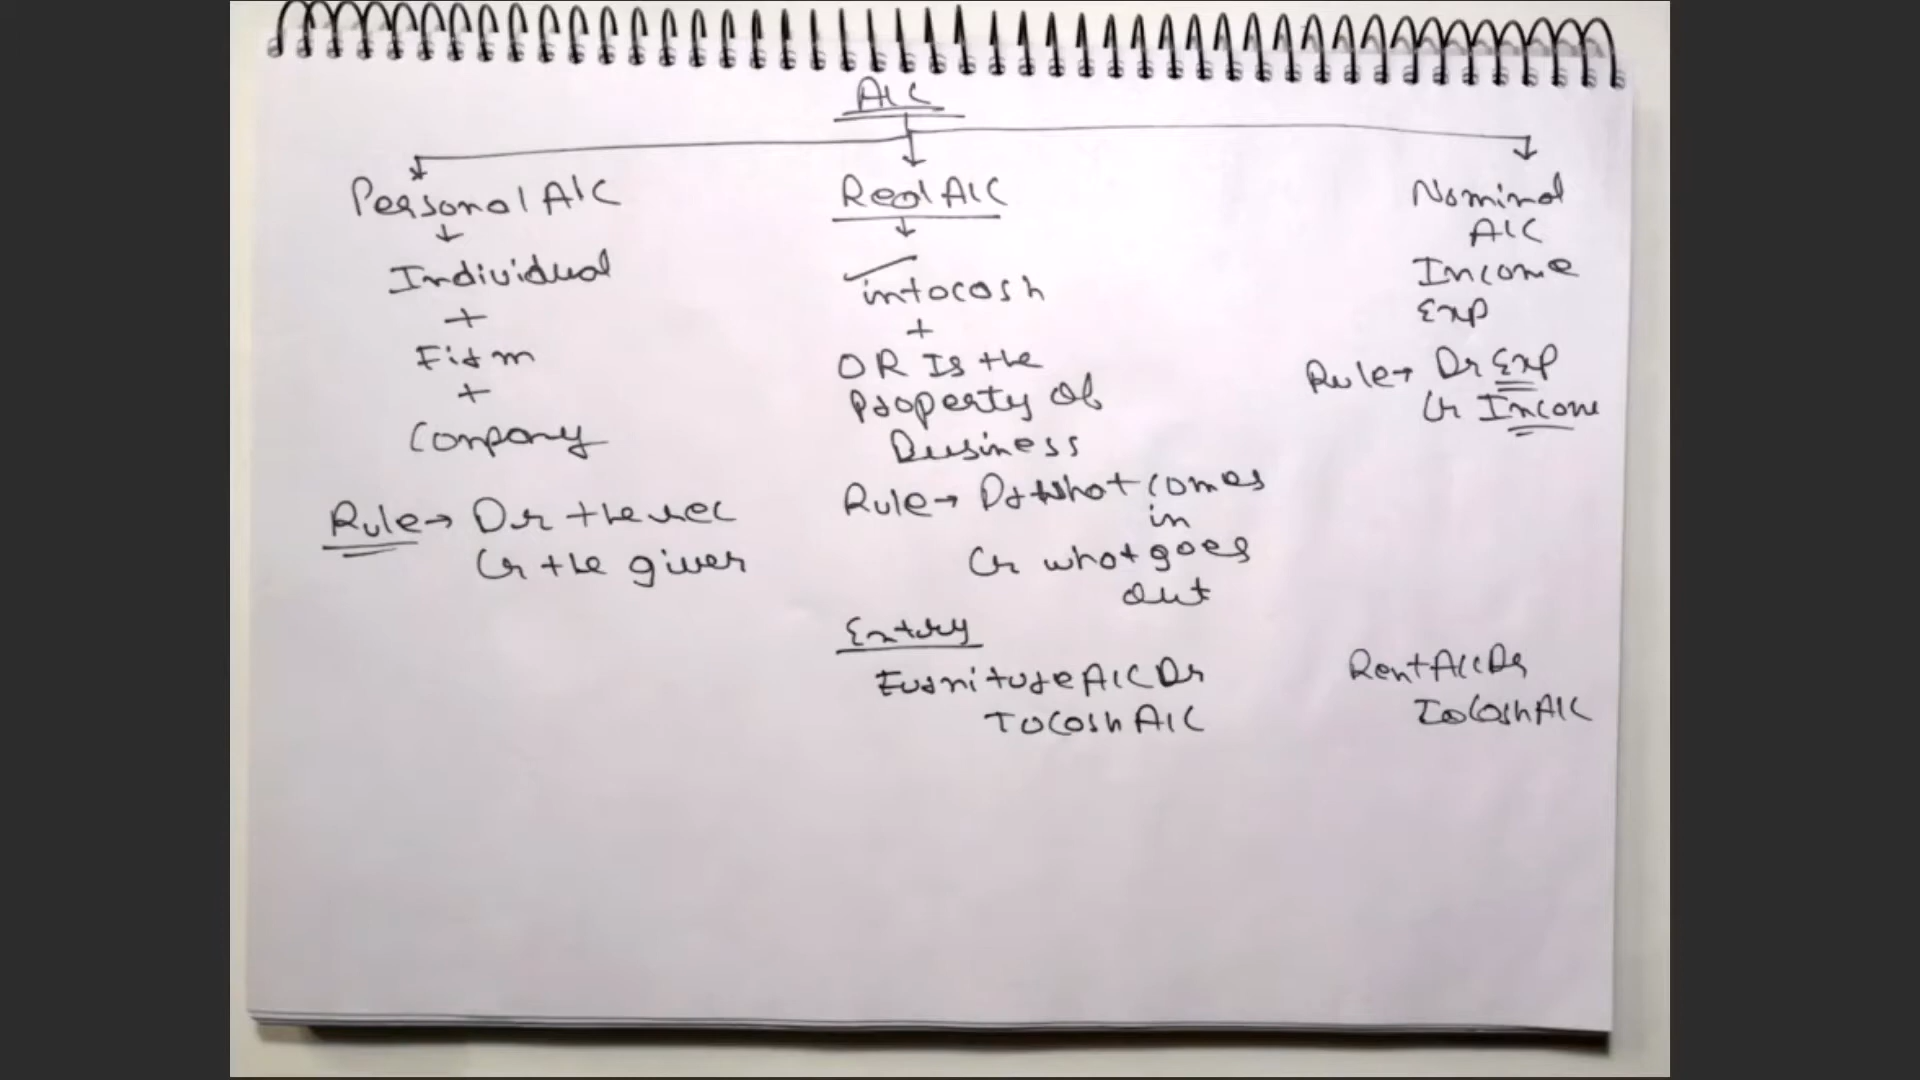 A/C
Personal A/C
Individual
+
Firm
+
Company
Rule → Dr the rec
Cr the giver
Real A/C
into cash
+
OR Is the
Property of
Business
Rule → Dr what comes
in
Cr what goes
out
Entry
Furniture A/C Dr
To Cash A/C
Nominal
A/C
Income
Exp
Rule → Dr Exp
Cr Income
Rent A/C Dr
To Cash A/C